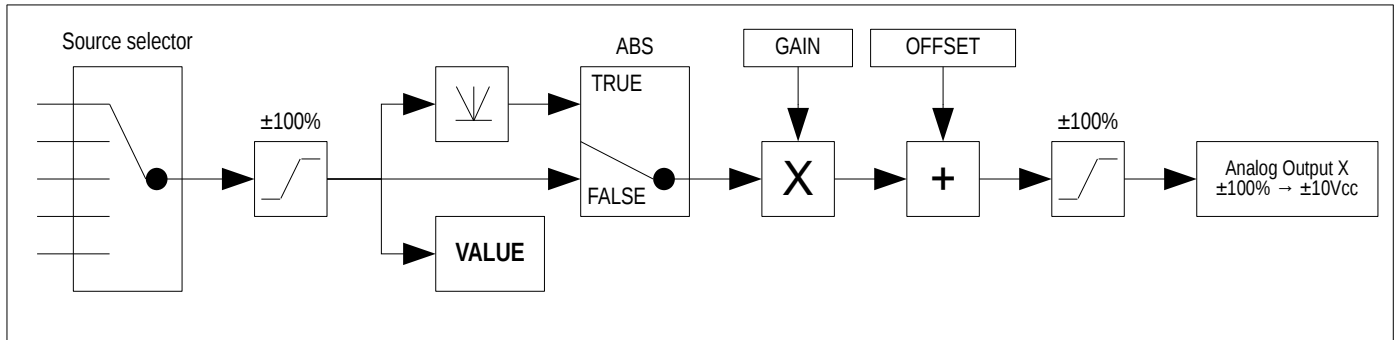 Source selector
±100%
VALUE
ABS
TRUE
FALSE
GAIN
X
OFFSET
+
±100%
Analog Output X
±100% → ±10Vcc